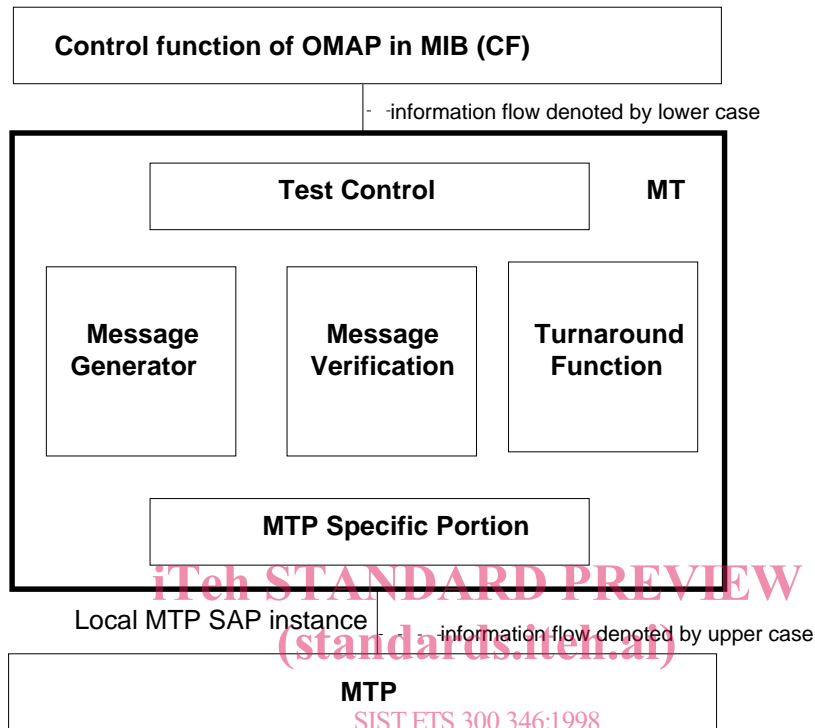 Control function of OMAP in MIB (CF)
information flow denoted by lower case
Test Control
MT
Message Generator
Message Verification
Turnaround Function
MTP Specific Portion
iTeh STANDARD PREVIEW
Local MTP SAP instance
information flow denoted by upper case
(standards.iteh.ai)
MTP
SIST ETS 300 346:1998